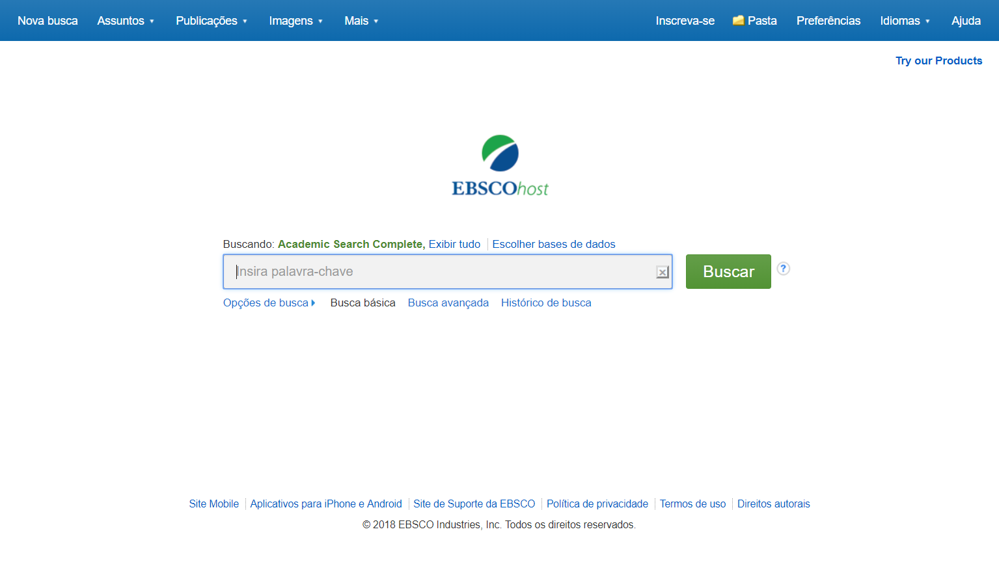 Nova busca Assuntos Publicações Imagens Mais Inscreva-se Pasta Preferências Idiomas Ajuda
Try our Products
EBSCOhost
Buscando: Academic Search Complete, Exibir tudo Escolher bases de dados
Insira palavra-chave Buscar ?
Opções de busca Busca básica Busca avançada Histórico de busca
Site Mobile Aplicativos para iPhone e Android Site de Suporte da EBSCO Política de privacidade Termos de uso Direitos autorais
© 2018 EBSCO Industries, Inc. Todos os direitos reservados.